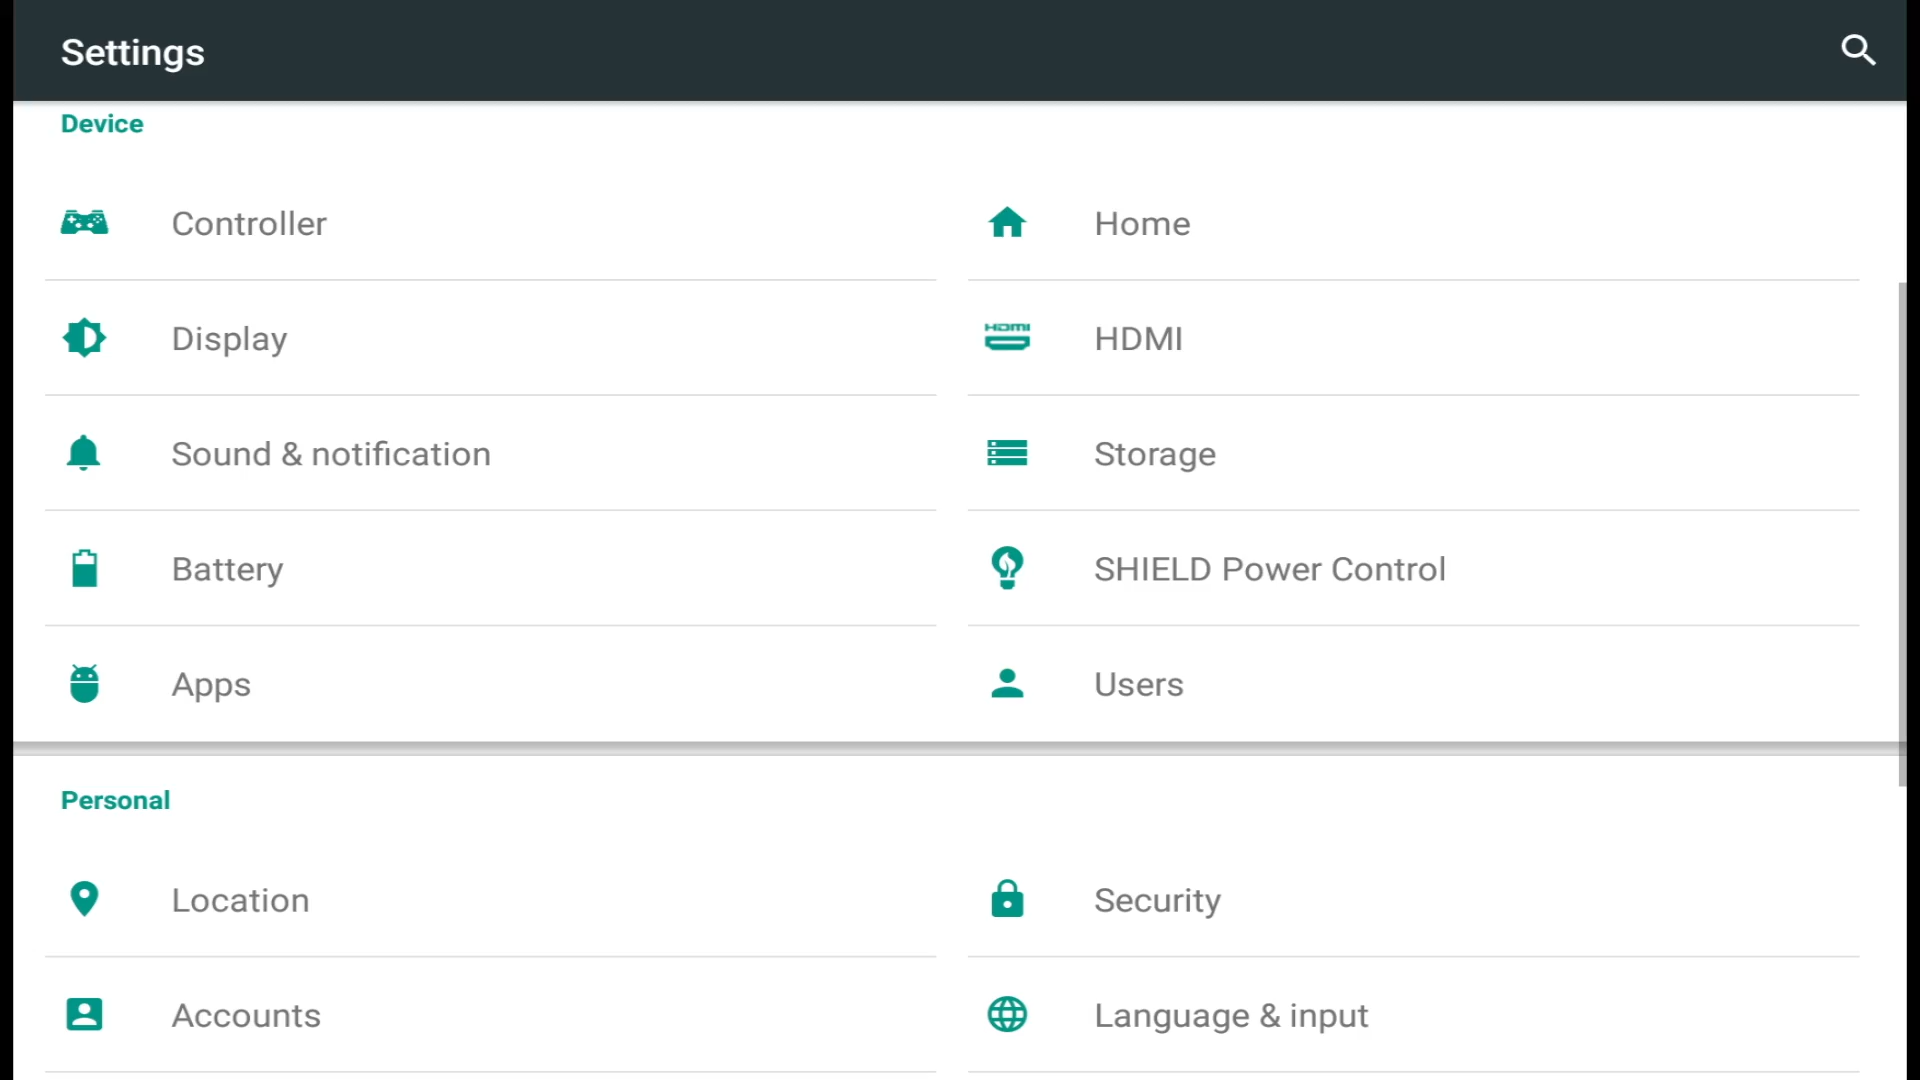 Settings
Device
Controller
Home
Display
HDMI
HDMI
Sound & notification
Storage
Battery
SHIELD Power Control
Apps
Users
Personal
Location
Security
Accounts
Language & input